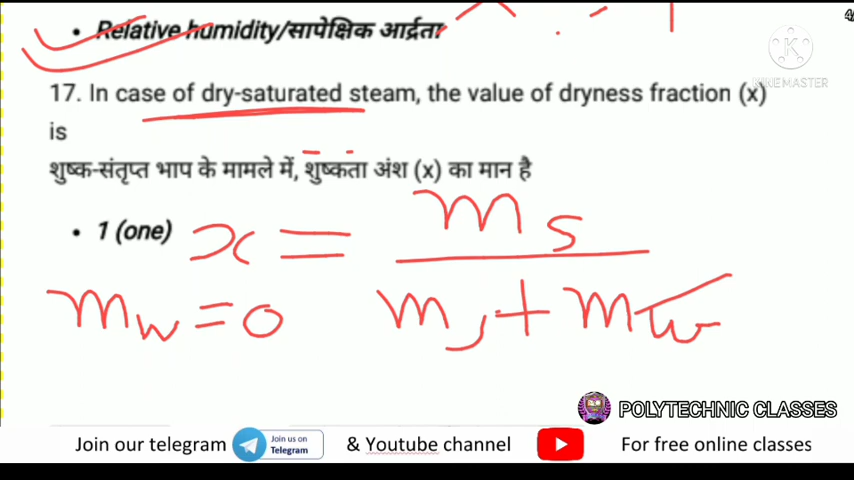 • Relative humidity/सापेक्षिक आर्द्रता
KINEMASTER
17. In case of dry-saturated steam, the value of dryness fraction (x)
is
शुष्क-संतृप्त भाप के मामले में, शुष्कता अंश (x) का मान है
• 1 (one) x = ms
mw = 0 ms + mw
POLYTECHNIC CLASSES
Join our telegram Join us on Telegram & Youtube channel For free online classes